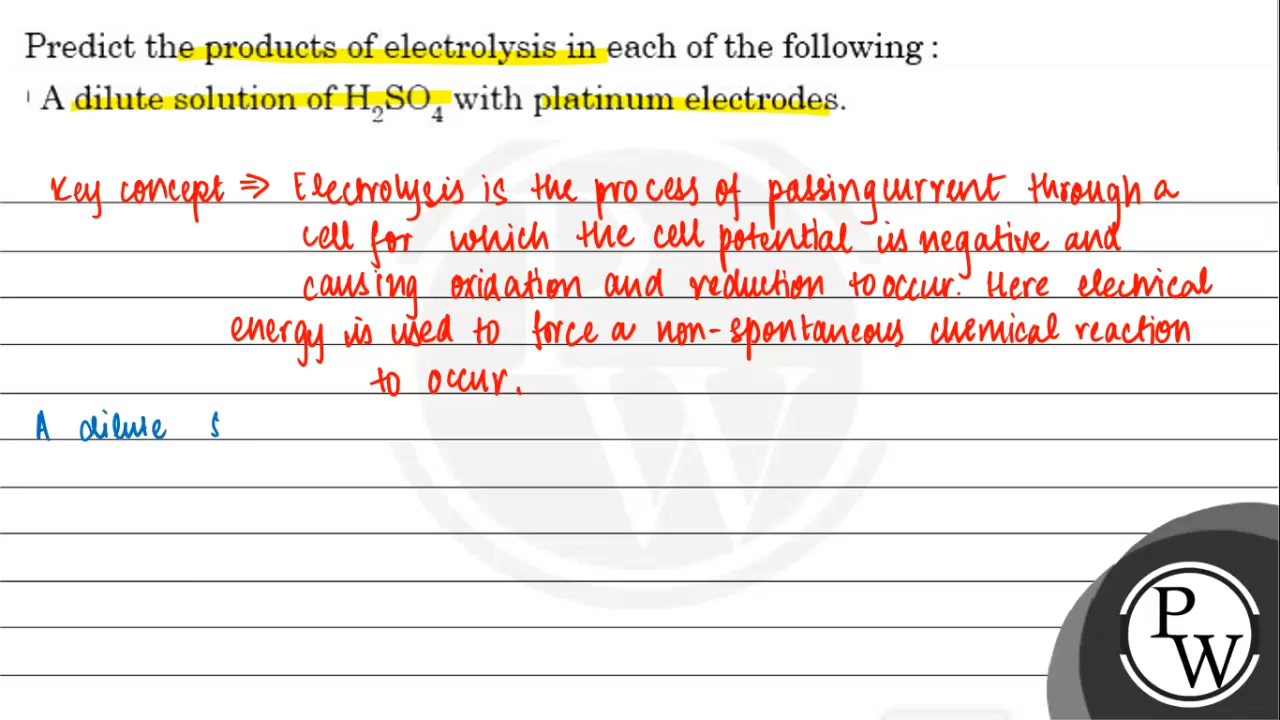 Predict the products of electrolysis in each of the following :
A dilute solution of H₂SO₄ with platinum electrodes.
Key concept ⇒ Electrolysis is the process of passing current through a
cell for which the cell potential is negative and
causing oxidation and reduction to occur. Here electrical
energy is used to force a non-spontaneous chemical reaction
to occur.
A dilute s
P
W